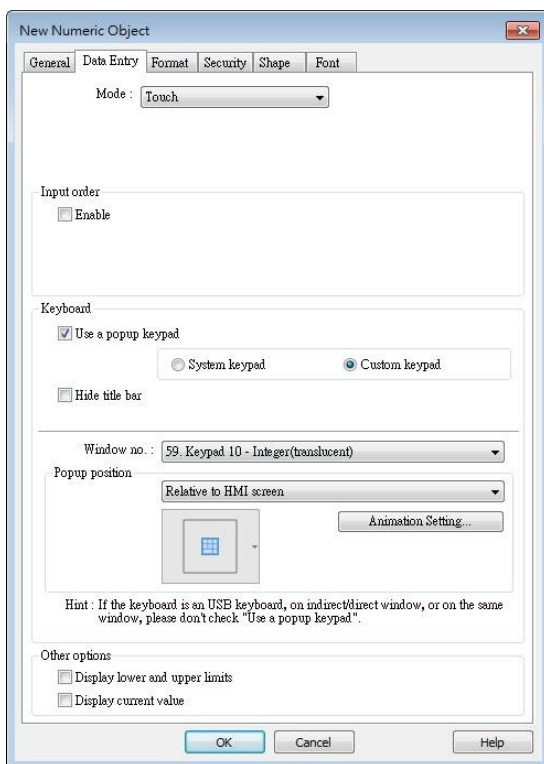 New Numeric Object
General Data Entry Format Security Shape Font
Mode : Touch
Input order
Enable
Keyboard
Use a popup keypad
System keypad Custom keypad
Hide title bar
Window no. : 59. Keypad 10 - Integer(translucent)
Popup position
Relative to HMI screen
Animation Setting...
Hint : If the keyboard is an USB keyboard, on indirect/direct window, or on the same
window, please don't check "Use a popup keypad".
Other options
Display lower and upper limits
Display current value
OK Cancel Help